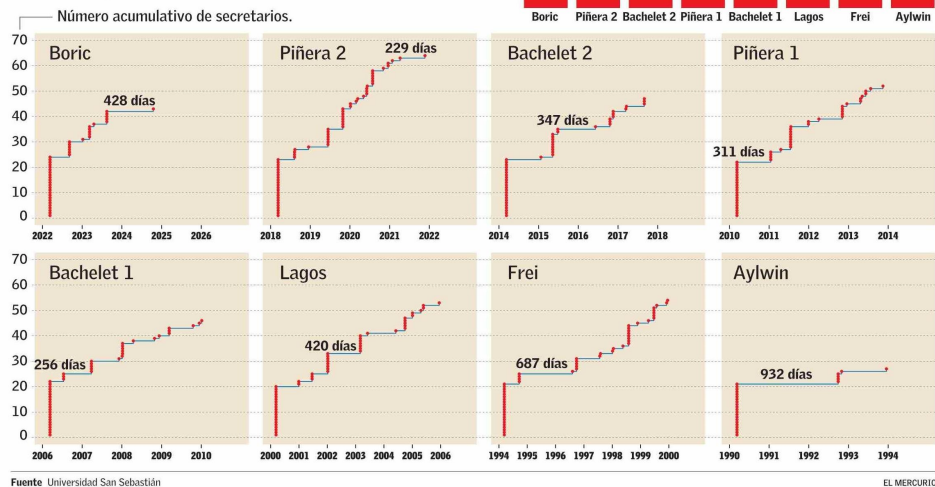 Número acumulativo de secretarios.
Boric Piñera 2 Bachelet 2 Piñera 1 Bachelet 1 Lagos Frei Aylwin
70
60
50
40
30
20
10
0
Boric
428 días
2022 2023 2024 2025 2026
Piñera 2
229 días
2018 2019 2020 2021 2022
Bachelet 2
347 días
2014 2015 2016 2017 2018
Piñera 1
311 días
2010 2011 2012 2013 2014
70
60
50
40
30
20
10
0
Bachelet 1
256 días
2006 2007 2008 2009 2010
Lagos
420 días
2000 2001 2002 2003 2004 2005 2006
Frei
687 días
1994 1995 1996 1997 1998 1999 2000
Aylwin
932 días
1990 1991 1992 1993 1994
Fuente Universidad San Sebastián
EL MERCURIO